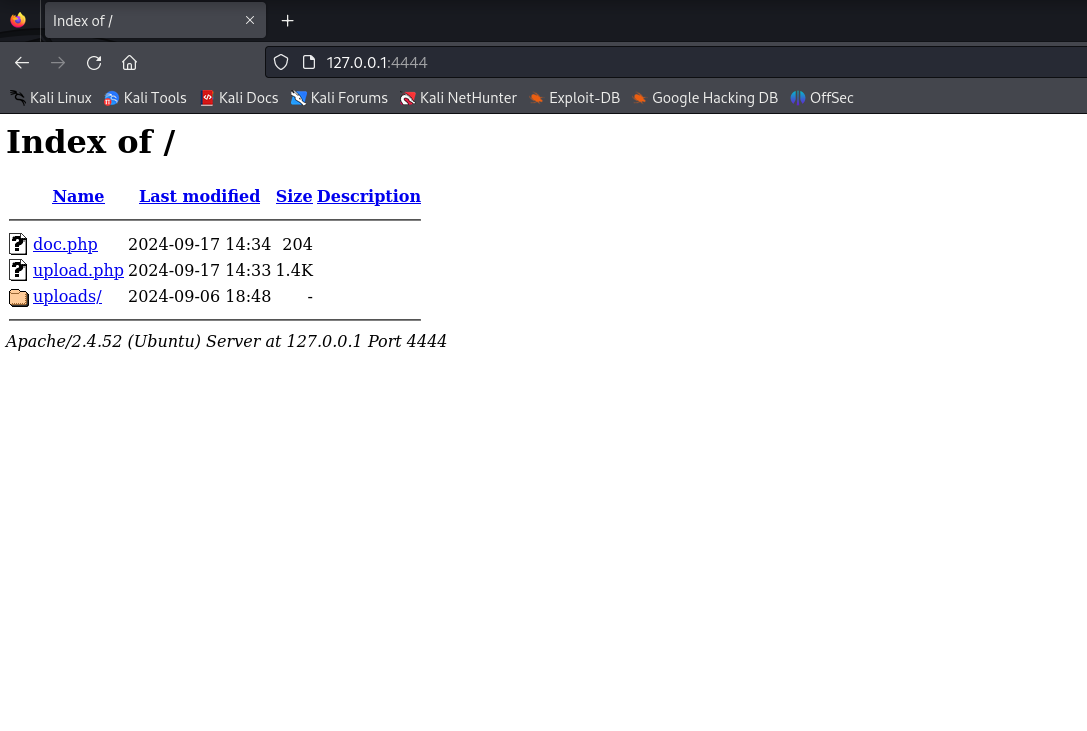 Index of /
127.0.0.1:4444
Kali Linux Kali Tools Kali Docs Kali Forums Kali NetHunter Exploit-DB Google Hacking DB OffSec
Index of /
Name Last modified Size Description
doc.php 2024-09-17 14:34 204
upload.php 2024-09-17 14:33 1.4K
uploads/ 2024-09-06 18:48 -
Apache/2.4.52 (Ubuntu) Server at 127.0.0.1 Port 4444